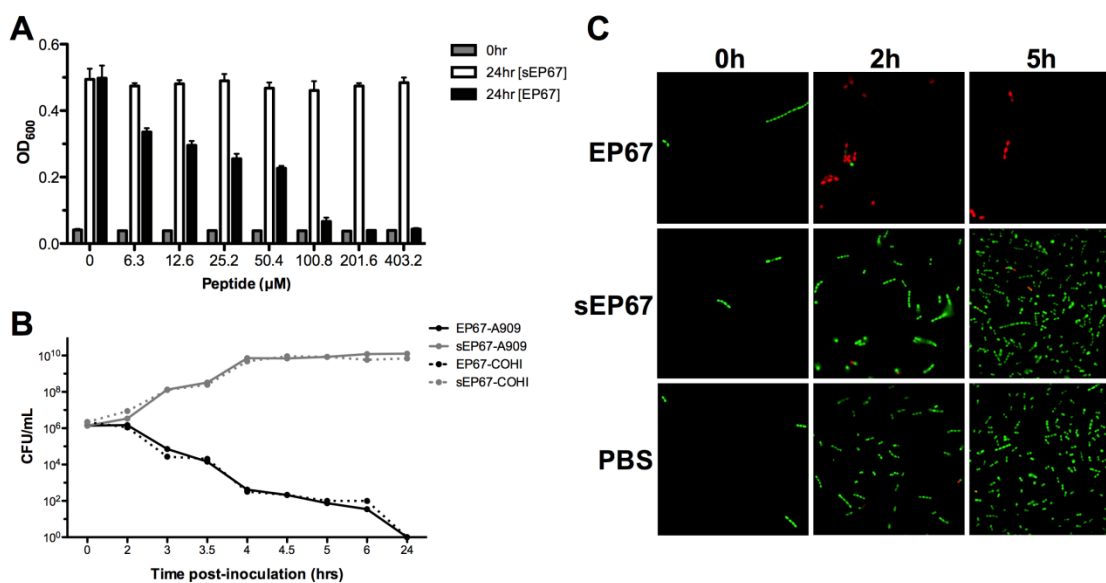 A
0.6
0.4
0.2
0.0
OD600
0 6.3 12.6 25.2 50.4 100.8 201.6 403.2
Peptide (µM)
0hr
24hr [sEP67]
24hr [EP67]
B
10^10
10^8
10^6
10^4
10^2
10^0
CFU/mL
0 2 3 3.5 4 4.5 5 6 24
Time post-inoculation (hrs)
EP67-A909
sEP67-A909
EP67-COHI
sEP67-COHI
C
0h 2h 5h
EP67
sEP67
PBS